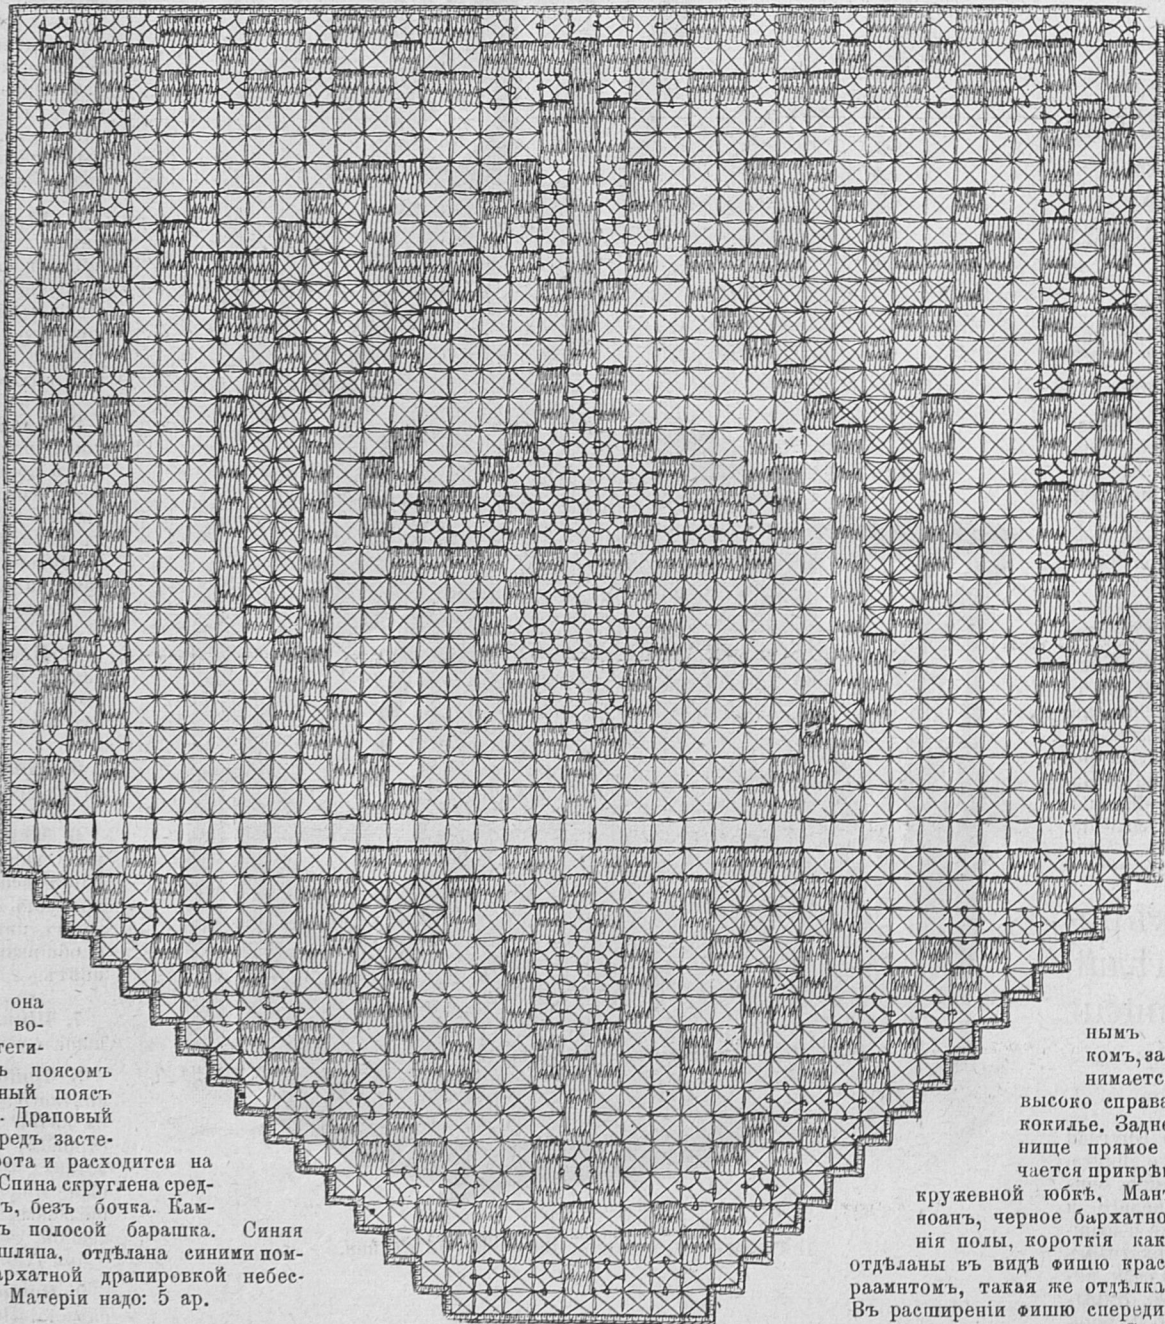 она
во-
теги-
ь поясомъ
ный поясъ
. Драповый
редъ засте-
рота и расходится на
Спина скруглена сред-
ъ, безъ бочка. Кам-
ъ полосой барашка. Синяя
шляпа, отдѣлана синими пом-
архатной драпировкой небес-
Матеріи надо: 5 ар.
нымъ
комъ, за
нимаетс
высоко справа
кокилье. Задне
нище прямое
чается прикрѣп
кружевной юбкѣ. Ман
ноанъ, черное бархатно
нія полы, короткія как
отдѣланы въ видѣ фишю крас
раамнтомъ, такая же отдѣлка
Въ расширеніи фишю спереди